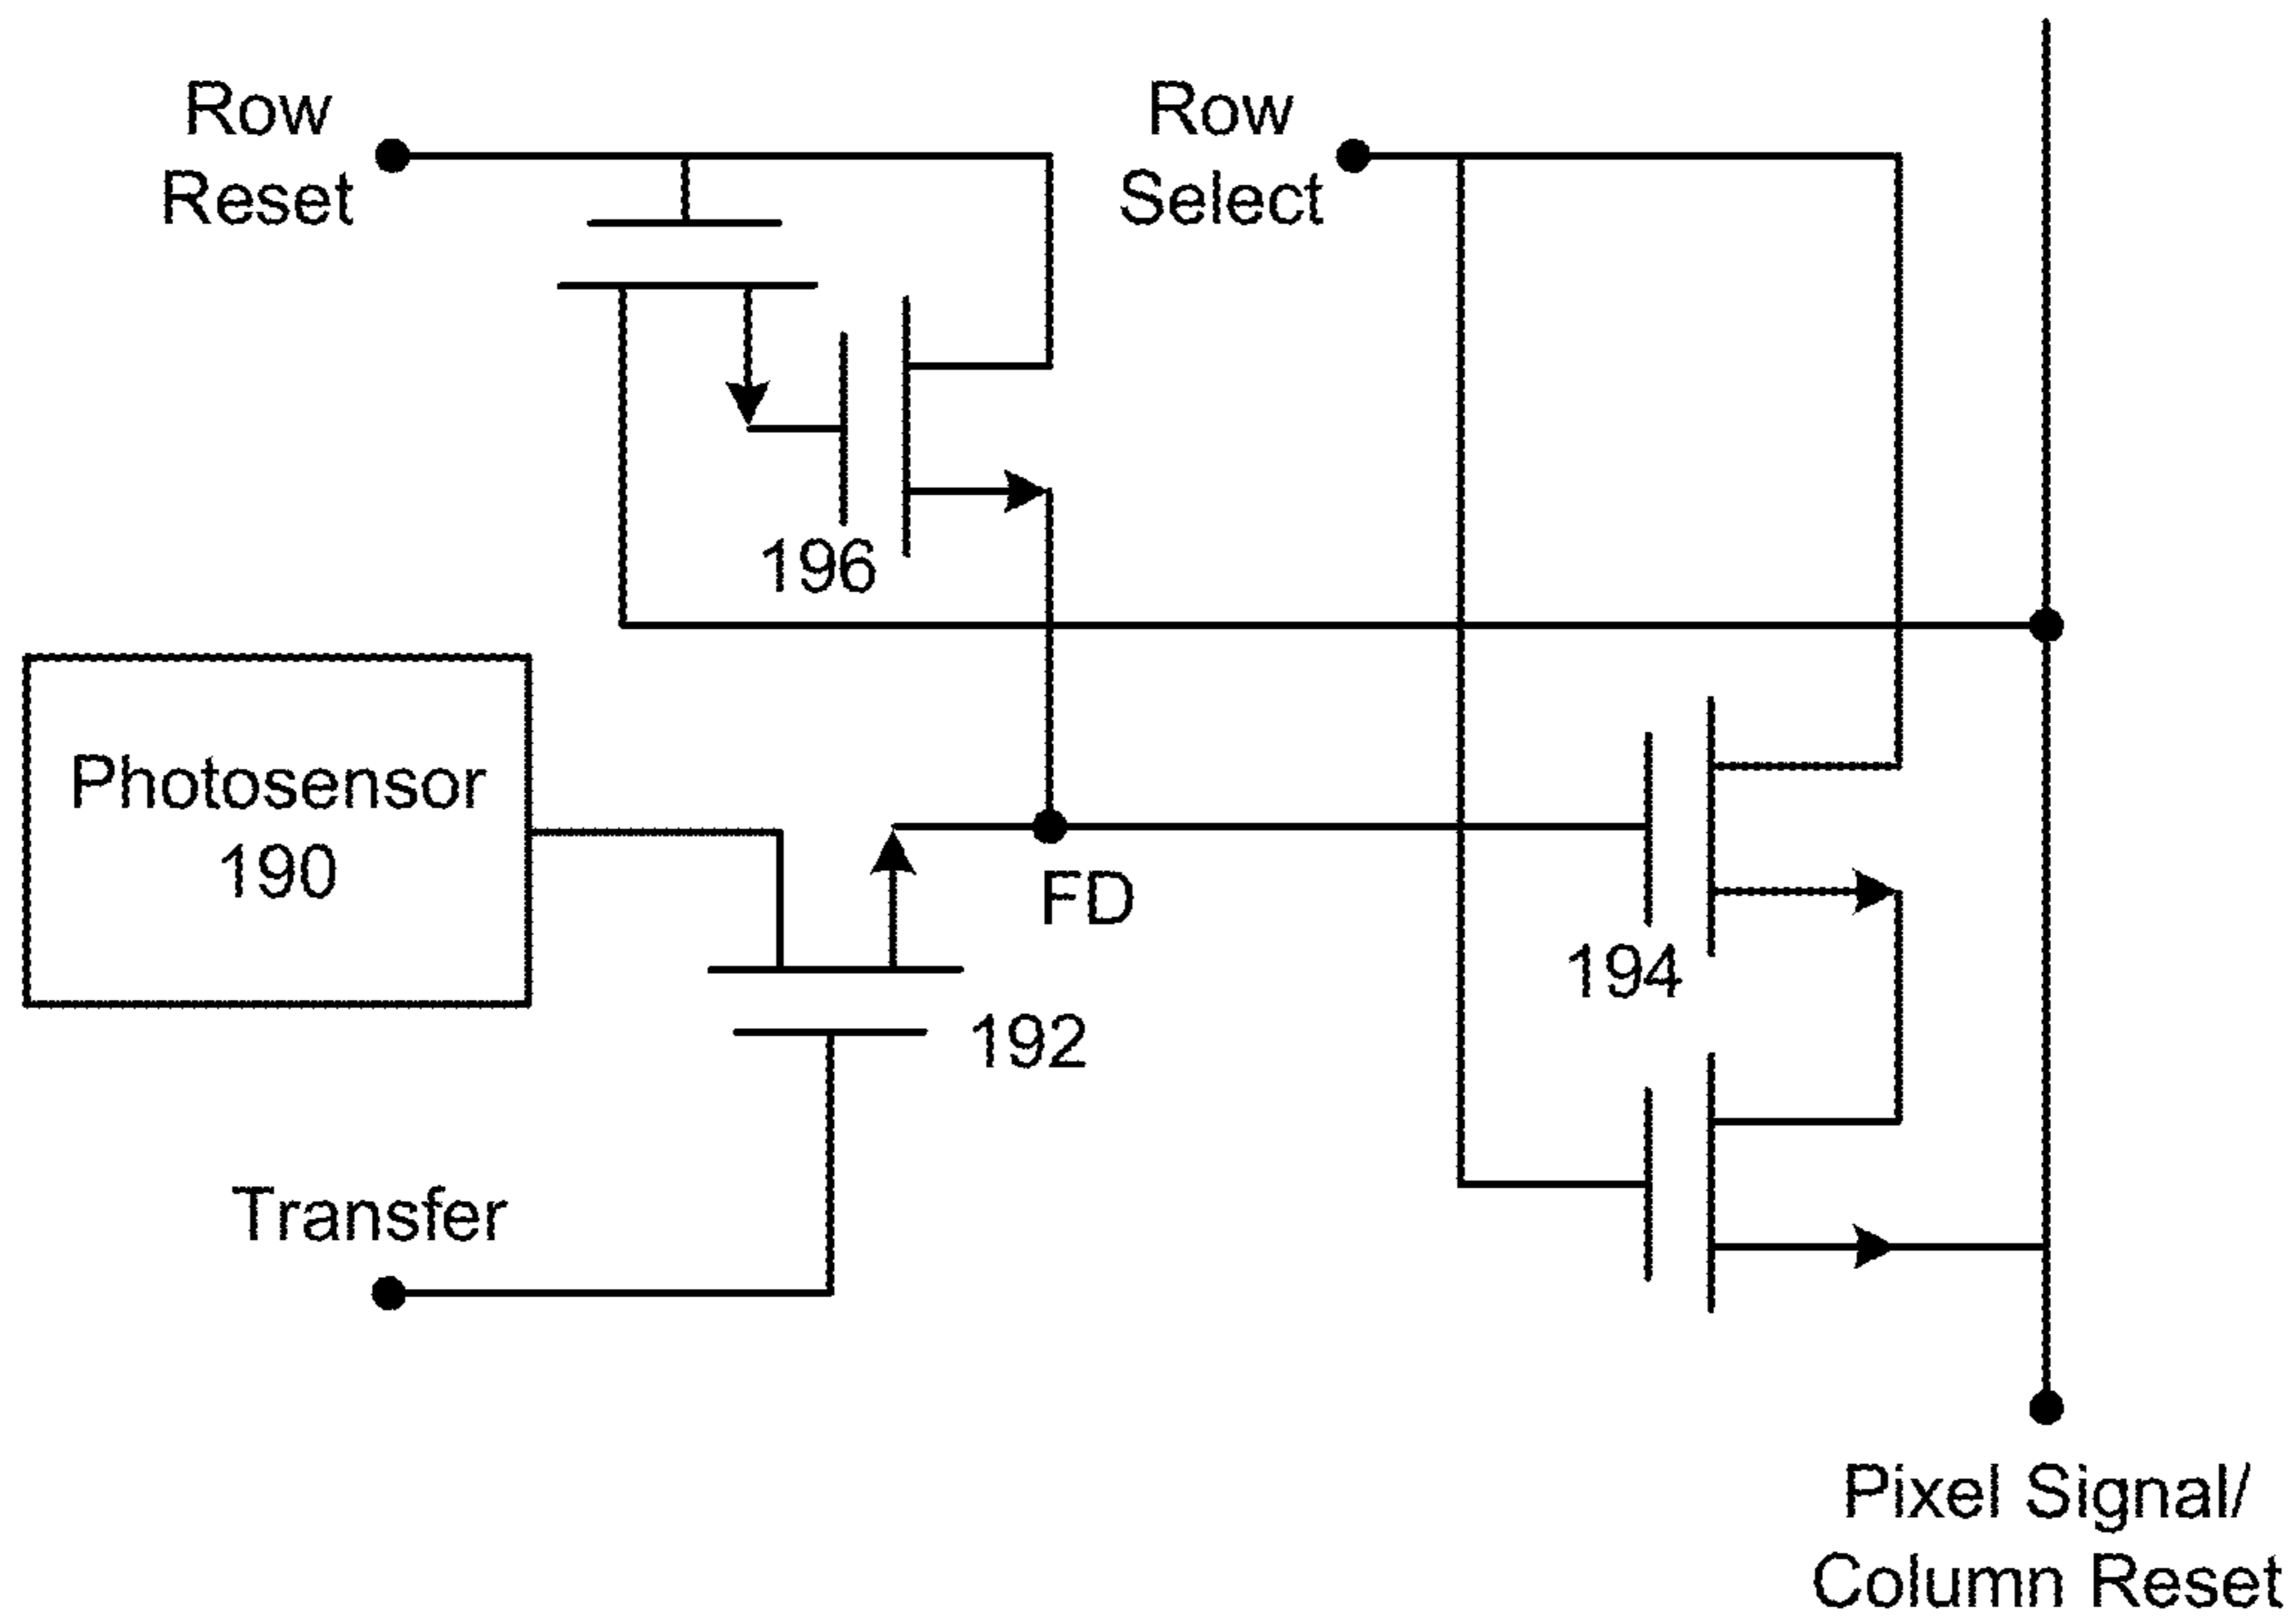 Row
Reset
Row
Select
196
Photosensor
190
FD
194
192
Transfer
Pixel Signal/
Column Reset